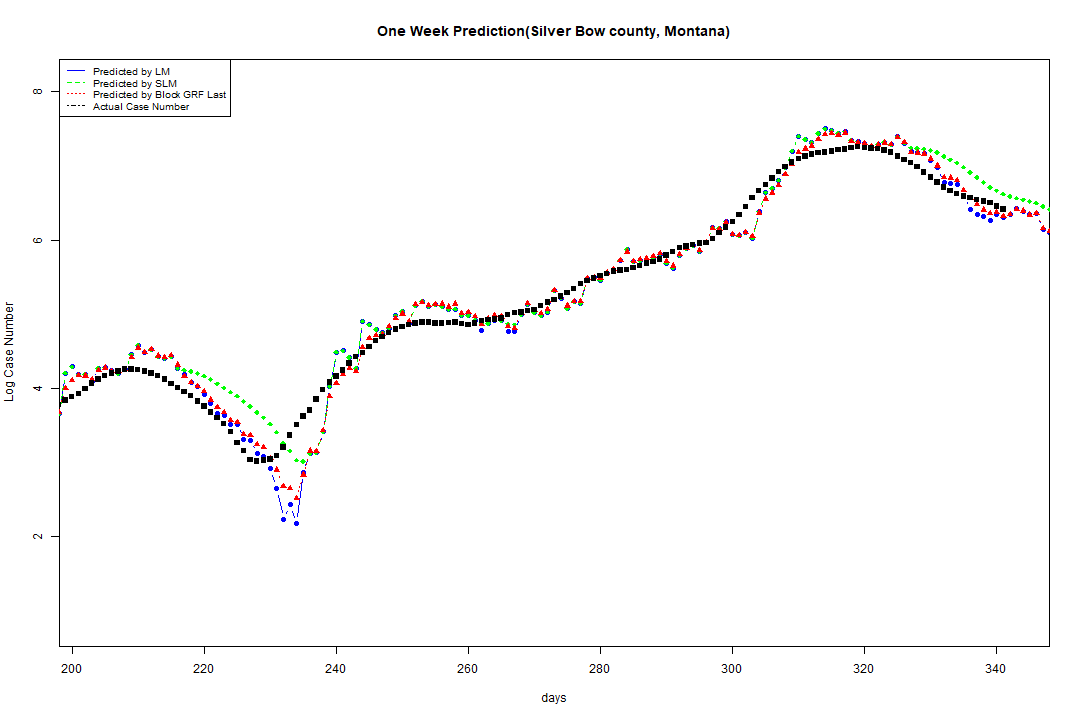 One Week Prediction(Silver Bow county, Montana)
Predicted by LM
Predicted by SLM
Predicted by Block GRF Last
Actual Case Number
8
6
4
2
Log Case Number
200 220 240 260 280 300 320 340
days